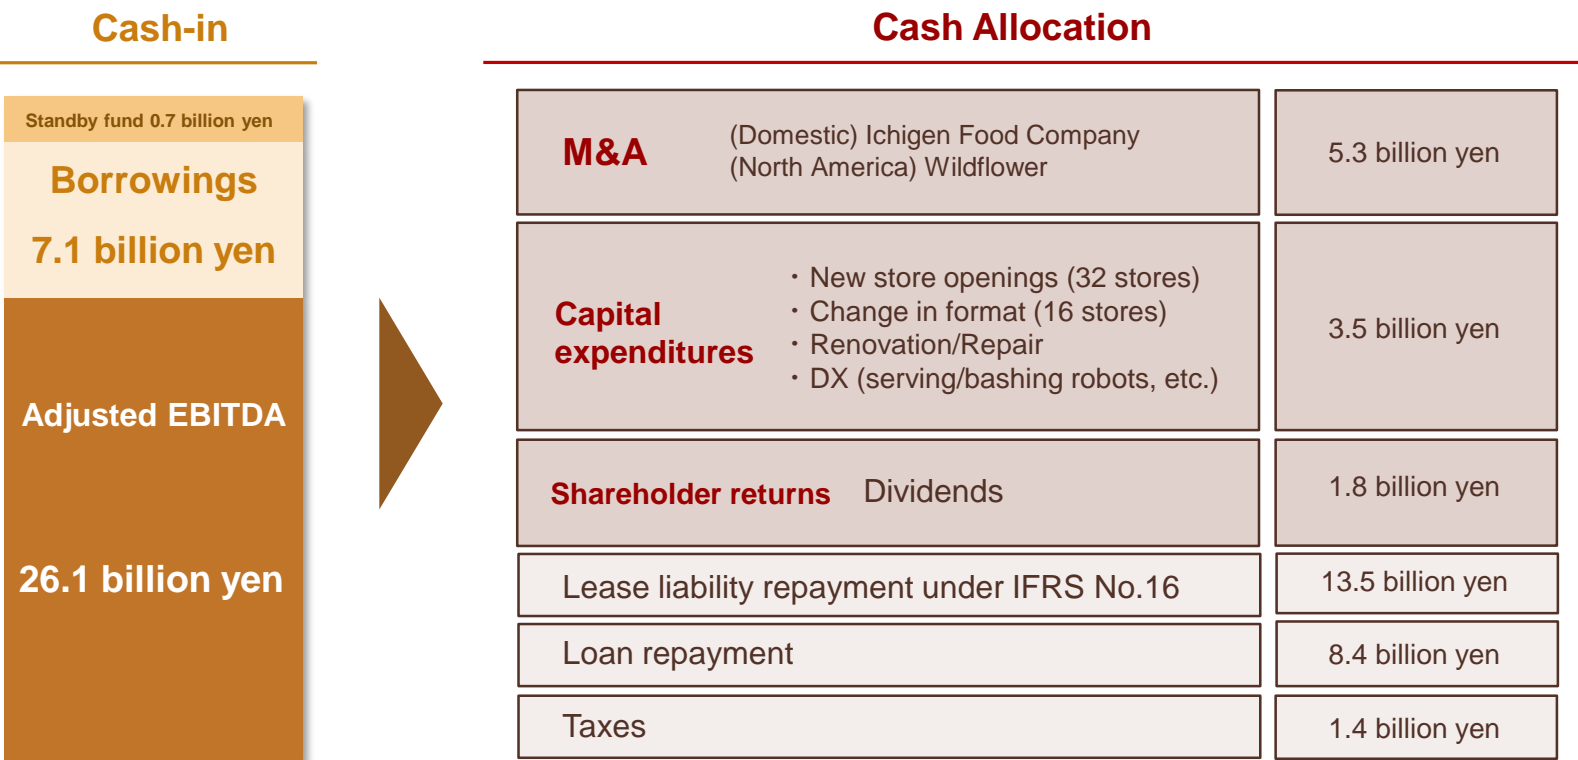 Cash-in
Standby fund 0.7 billion yen
Borrowings
7.1 billion yen
Adjusted EBITDA
26.1 billion yen
Cash Allocation
M&A
(Domestic) Ichigen Food Company
(North America) Wildflower
5.3 billion yen
Capital
expenditures
・New store openings (32 stores)
・Change in format (16 stores)
・Renovation/Repair
・DX (serving/bashing robots, etc.)
3.5 billion yen
Shareholder returns Dividends
1.8 billion yen
Lease liability repayment under IFRS No.16
13.5 billion yen
Loan repayment
8.4 billion yen
Taxes
1.4 billion yen